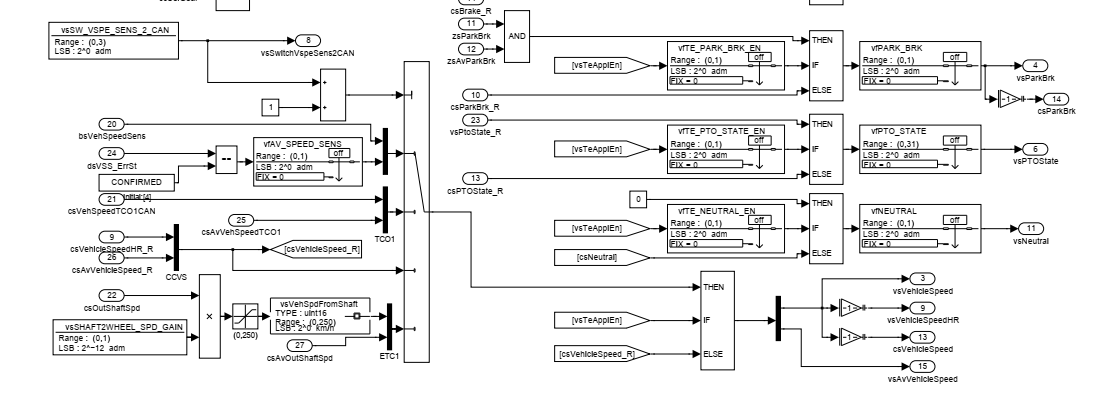 vsSW_VSPE_SENS_2_CAN
Range : (0,3)
LSB : 2^0 adm
8
vsSwitchVspeSens2CAN
+
+
1
20
bsVehSpeedSens
24
dsVSS_ErrSt
CONFIRMED
--
vfAV_SPEED_SENS
Range : (0,1)
off
LSB : 2^0 adm
FIX = 0
21
Initial:[4]
csVehSpeedTCO1CAN
25
csAvVehSpeedTCO1
TCO1
9
csVehicleSpeedHR_R
26
csAvVehicleSpeed_R
CCVS
[csVehicleSpeed_R]
22
csOutShaftSpd
vsSHAFT2WHEEL_SPD_GAIN
Range : (0,1)
LSB : 2^-12 adm
×
(0,250)
vsVehSpdFromShaft
TYPE : uint16
Range : (0,250)
LSB : 2^0 km/h
27
csAvOutShaftSpd
ETC1
csBrake_R
11
zsParkBrk
12
zsAvParkBrk
AND
[vsTeApplEn]
10
csParkBrk_R
vfTE_PARK_BRK_EN
Range : (0,1)
off
LSB : 2^0 adm
FIX = 0
THEN
IF
ELSE
vfPARK_BRK
Range : (0,1)
off
LSB : 2^0 adm
FIX = 0
4
vsParkBrk
-1-
14
csParkBrk
23
vsPtoState_R
[vsTeApplEn]
13
csPTOState_R
vfTE_PTO_STATE_EN
Range : (0,1)
off
LSB : 2^0 adm
FIX = 0
THEN
IF
ELSE
vfPTO_STATE
Range : (0,31)
off
LSB : 2^0 adm
FIX = 0
6
vsPTOState
0
[vsTeApplEn]
[csNeutral]
vfTE_NEUTRAL_EN
Range : (0,1)
off
LSB : 2^0 adm
FIX = 0
THEN
IF
ELSE
vfNEUTRAL
Range : (0,1)
off
LSB : 2^0 adm
FIX = 0
11
vsNeutral
[vsTeApplEn]
[csVehicleSpeed_R]
THEN
IF
ELSE
3
vsVehicleSpeed
-1-
9
vsVehicleSpeedHR
-1-
13
csVehicleSpeed
15
vsAvVehicleSpeed